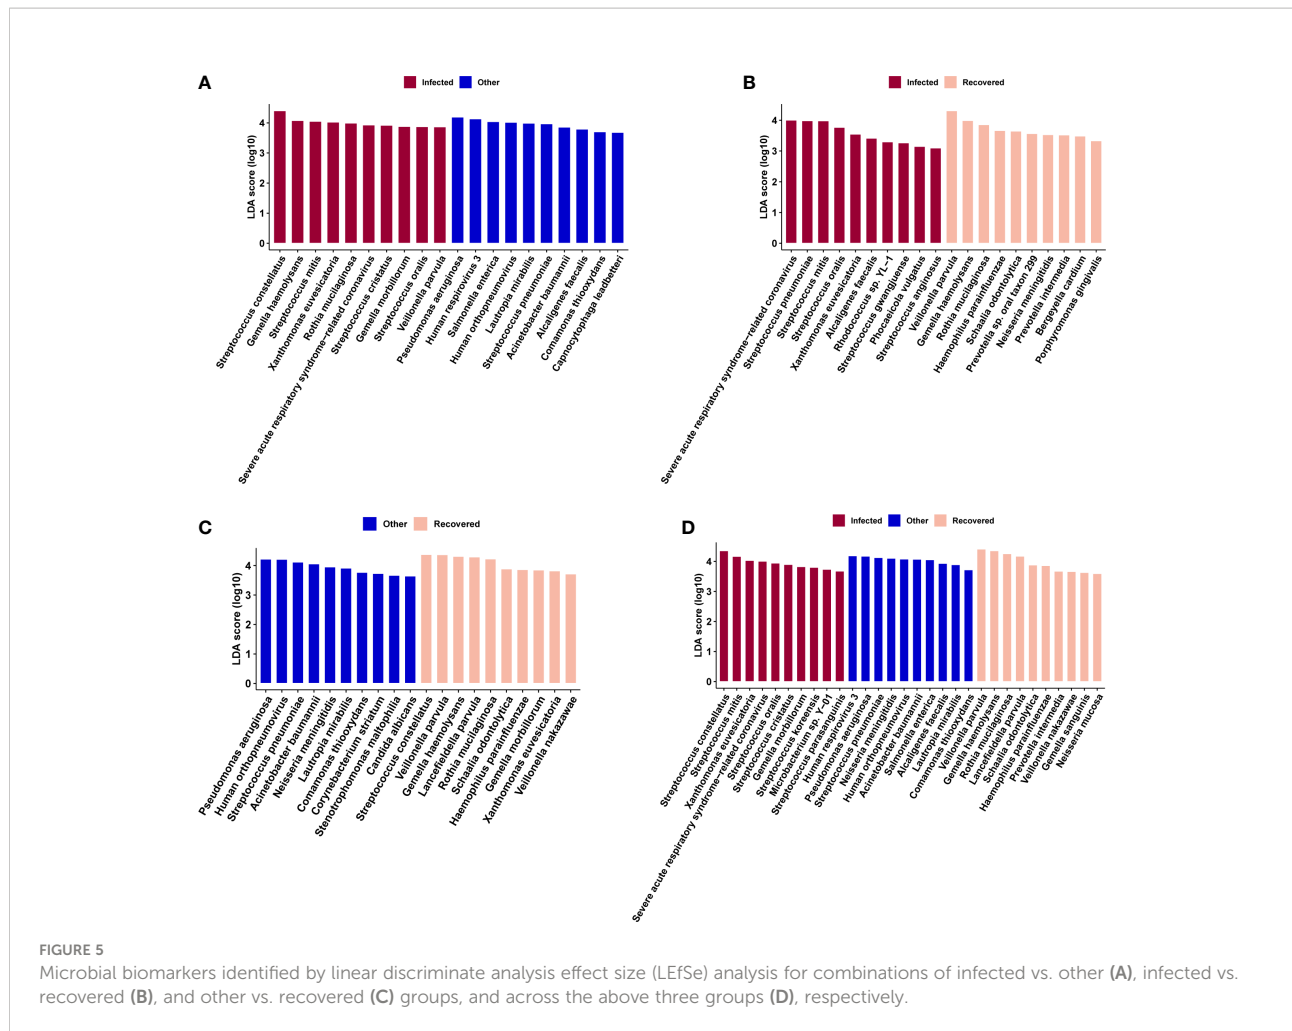 A
Infected Other
LDA score (log10)
4
3
2
1
0
Streptococcus constellatus
Gemella haemolysans
Streptococcus mitis
Xanthomonas euvesicatoria
Rothia mucilaginosa
Severe acute respiratory syndrome−related coronavirus
Streptococcus cristatus
Gemella morbillorum
Streptococcus oralis
Veillonella parvula
Pseudomonas aeruginosa
Human respirovirus 3
Salmonella enterica
Human orthopneumovirus
Lautropia mirabilis
Streptococcus pneumoniae
Acinetobacter baumannii
Alcaligenes faecalis
Comamonas thiooxydans
Capnocytophaga leadbetteri
B
Infected Recovered
LDA score (log10)
4
3
2
1
0
Severe acute respiratory syndrome−related coronavirus
Streptococcus pneumoniae
Streptococcus mitis
Streptococcus oralis
Xanthomonas euvesicatoria
Alcaligenes faecalis
Rhodococcus sp. YL−1
Streptococcus gwangjuense
Phocaeicola vulgatus
Streptococcus anginosus
Veillonella parvula
Gemella haemolysans
Rothia mucilaginosa
Haemophilus parainfluenzae
Schaalia odontolytica
Prevotella sp. oral taxon 299
Neisseria meningitidis
Prevotella intermedia
Bergeyella cardium
Porphyromonas gingivalis
C
Other Recovered
LDA score (log10)
4
3
2
1
0
Pseudomonas aeruginosa
Human orthopneumovirus
Streptococcus pneumoniae
Acinetobacter baumannii
Neisseria meningitidis
Lautropia mirabilis
Comamonas thiooxydans
Corynebacterium striatum
Stenotrophomonas maltophilia
Candida albicans
Streptococcus constellatus
Veillonella parvula
Gemella haemolysans
Lancefieldella parvula
Rothia mucilaginosa
Schaalia odontolytica
Haemophilus parainfluenzae
Gemella morbillorum
Xanthomonas euvesicatoria
Veillonella nakazawae
D
Infected Other Recovered
LDA score (log10)
4
3
2
1
0
Streptococcus constellatus
Streptococcus mitis
Xanthomonas euvesicatoria
Severe acute respiratory syndrome−related coronavirus
Streptococcus oralis
Streptococcus cristatus
Gemella morbillorum
Streptococcus koreensis
Microbacterium sp. Y−01
Streptococcus parasanguinis
Human respirovirus 3
Pseudomonas aeruginosa
Streptococcus pneumoniae
Neisseria meningitidis
Human orthopneumovirus
Acinetobacter baumannii
Salmonella enterica
Alcaligenes faecalis
Lautropia mirabilis
Comamonas thiooxydans
Veillonella parvula
Gemella haemolysans
Rothia mucilaginosa
Lancefieldella parvula
Schaalia odontolytica
Haemophilus parainfluenzae
Prevotella intermedia
Veillonella nakazawae
Gemella sanguinis
Neisseria mucosa
FIGURE 5
Microbial biomarkers identified by linear discriminate analysis effect size (LEfSe) analysis for combinations of infected vs. other (A), infected vs.
recovered (B), and other vs. recovered (C) groups, and across the above three groups (D), respectively.